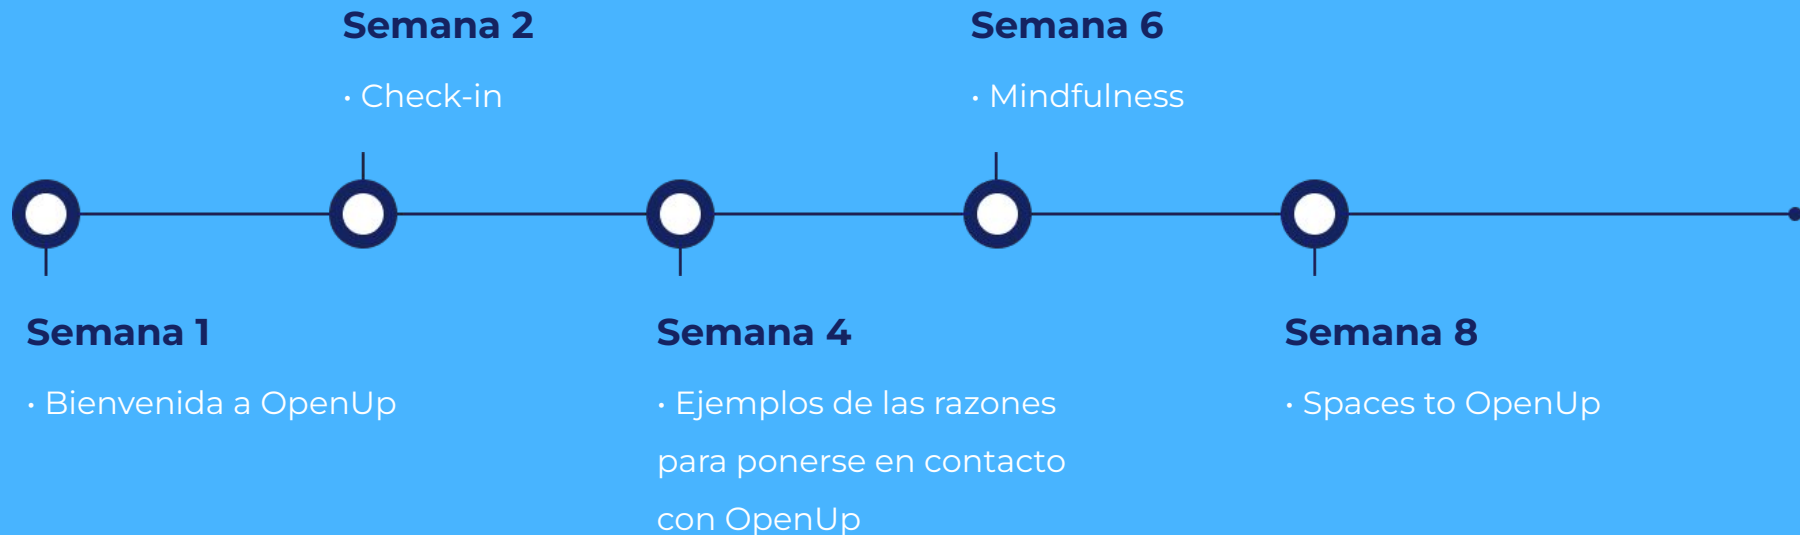 Semana 2
• Check-in
Semana 6
• Mindfulness
Semana 1
• Bienvenida a OpenUp
Semana 4
• Ejemplos de las razones
para ponerse en contacto
con OpenUp
Semana 8
• Spaces to OpenUp